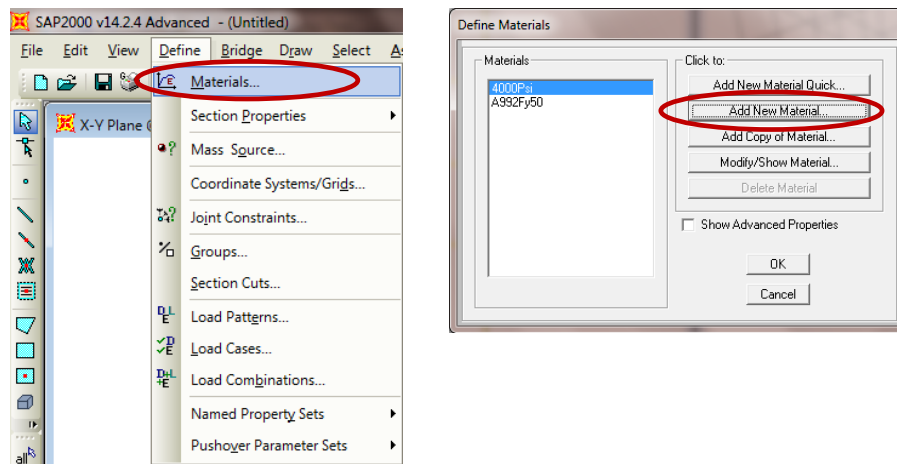 SAP2000 v14.2.4 Advanced - (Untitled)
File Edit View Define Bridge Draw Select
Materials...
X-Y Plane
Section Properties
Mass Source...
Coordinate Systems/Grids...
Joint Constraints...
Groups...
Section Cuts...
Load Patterns...
Load Cases...
Load Combinations...
Named Property Sets
Pushover Parameter Sets
all
Define Materials
Materials
4000Psi
A992Fy50
Click to:
Add New Material Quick...
Add New Material...
Add Copy of Material...
Modify/Show Material...
Delete Material
Show Advanced Properties
OK
Cancel